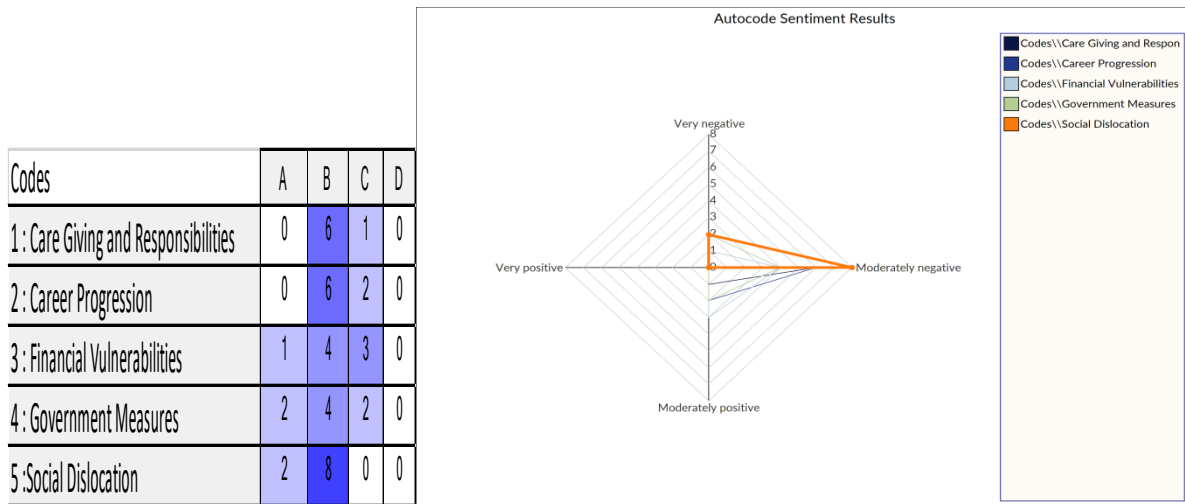 Codes A B C D
1 : Care Giving and Responsibilities 0 6 1 0
2 : Career Progression 0 6 2 0
3 : Financial Vulnerabilities 1 4 3 0
4 : Government Measures 2 4 2 0
5 :Social Dislocation 2 8 0 0
Autocode Sentiment Results
Codes\\Care Giving and Respon
Codes\\Career Progression
Codes\\Financial Vulnerabilities
Codes\\Government Measures
Codes\\Social Dislocation
Very negative
8
7
6
5
4
3
2
1
0
Very positive
Moderately negative
Moderately positive